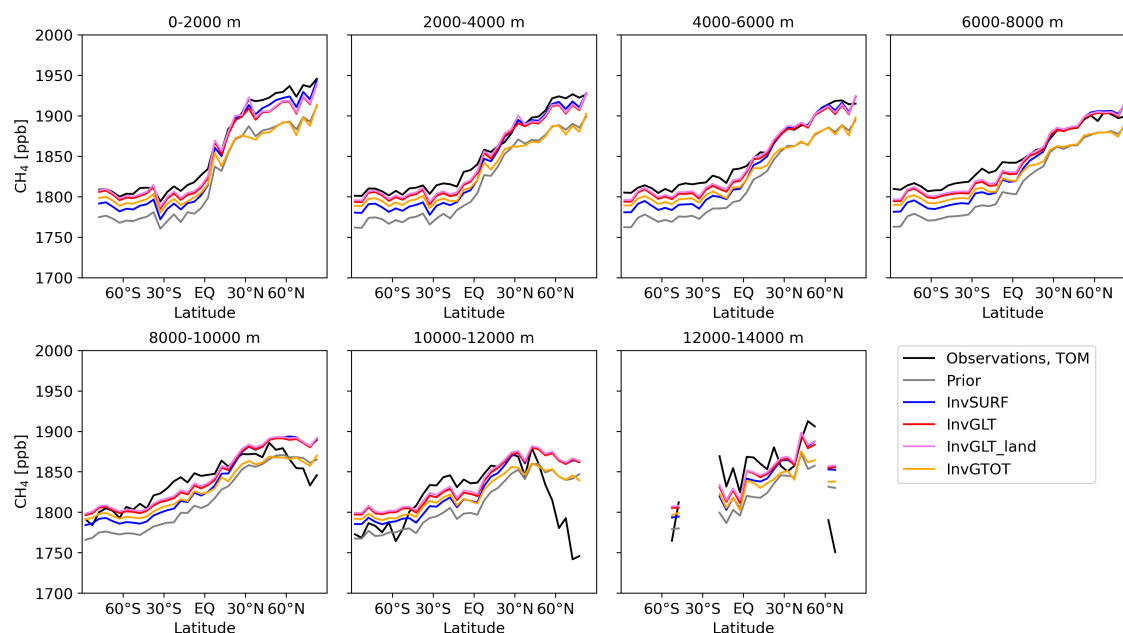 0-2000 m
2000-4000 m
4000-6000 m
6000-8000 m
2000
1950
1900
1850
1800
1750
1700
CH₄ [ppb]
60°S 30°S EQ 30°N 60°N
60°S 30°S EQ 30°N 60°N
60°S 30°S EQ 30°N 60°N
60°S 30°S EQ 30°N 60°N
Latitude
Latitude
Latitude
Latitude
8000-10000 m
10000-12000 m
12000-14000 m
2000
1950
1900
1850
1800
1750
1700
CH₄ [ppb]
60°S 30°S EQ 30°N 60°N
60°S 30°S EQ 30°N 60°N
60°S 30°S EQ 30°N 60°N
Latitude
Latitude
Latitude
Observations, TOM
Prior
InvSURF
InvGLT
InvGLT_land
InvGTOT